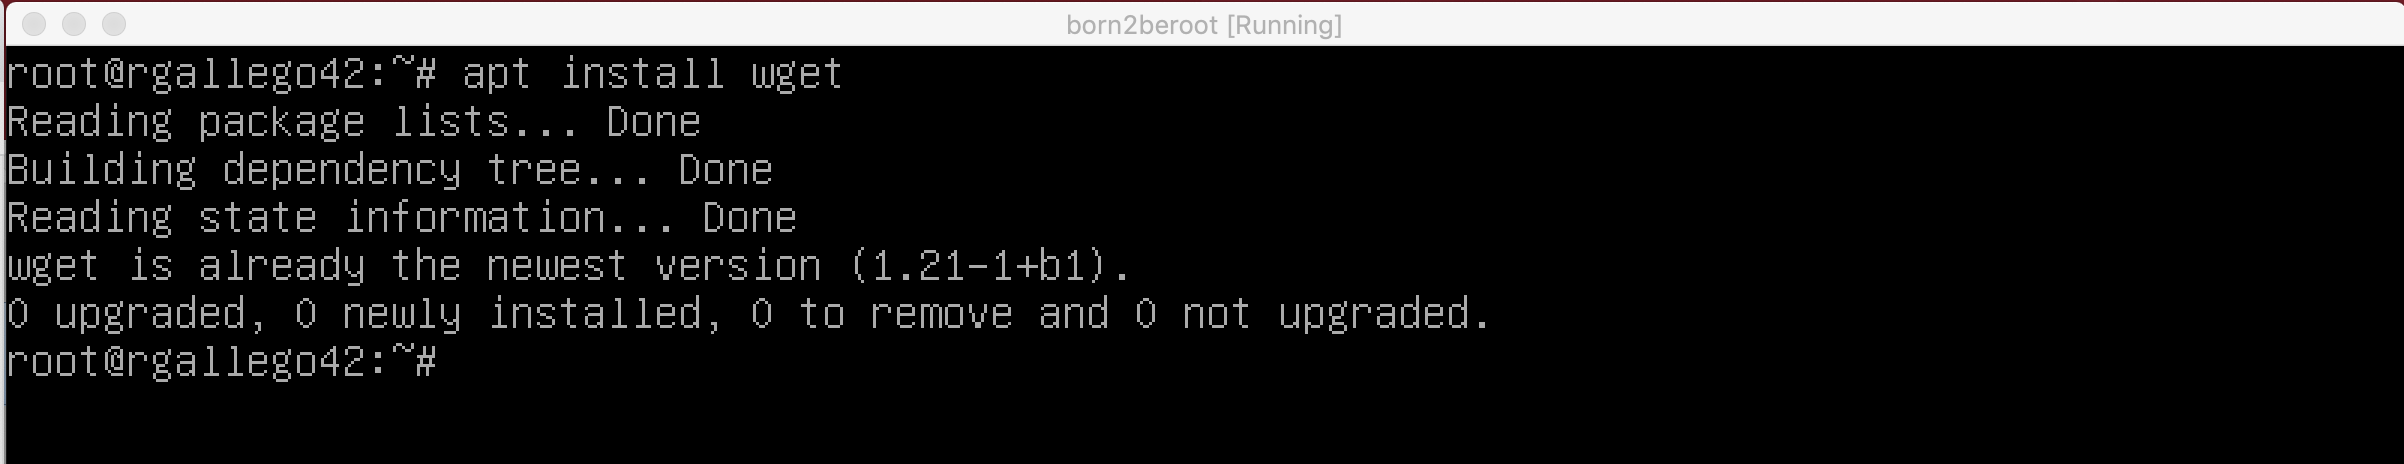 born2beroot [Running]
root@rgallego42:~# apt install wget
Reading package lists... Done
Building dependency tree... Done
Reading state information... Done
wget is already the newest version (1.21-1+b1).
0 upgraded, 0 newly installed, 0 to remove and 0 not upgraded.
root@rgallego42:~#